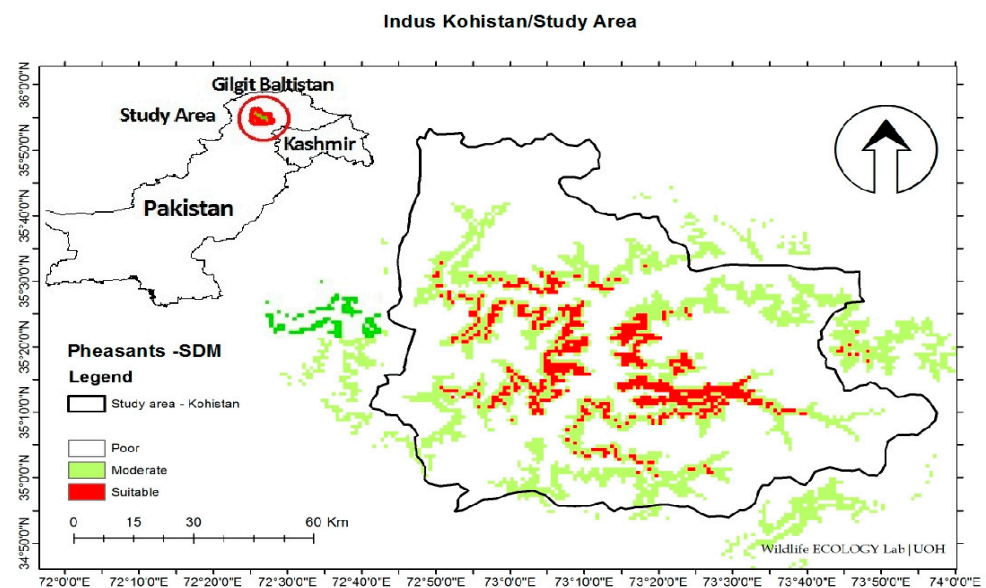 Indus Kohistan/Study Area
Gilgit Baltistan
Study Area
Kashmir
Pakistan
36°0'0"N
35°50'0"N
35°40'0"N
35°30'0"N
35°20'0"N
35°10'0"N
35°0'0"N
34°50'0"N
Pheasants -SDM
Legend
Study area - Kohistan
Poor
Moderate
Suitable
0 15 30 60 Km
Wildlife ECOLOGY Lab | UOH
72°0'0"E 72°10'0"E 72°20'0"E 72°30'0"E 72°40'0"E 72°50'0"E 73°0'0"E 73°10'0"E 73°20'0"E 73°30'0"E 73°40'0"E 73°50'0"E 74°0'0"E